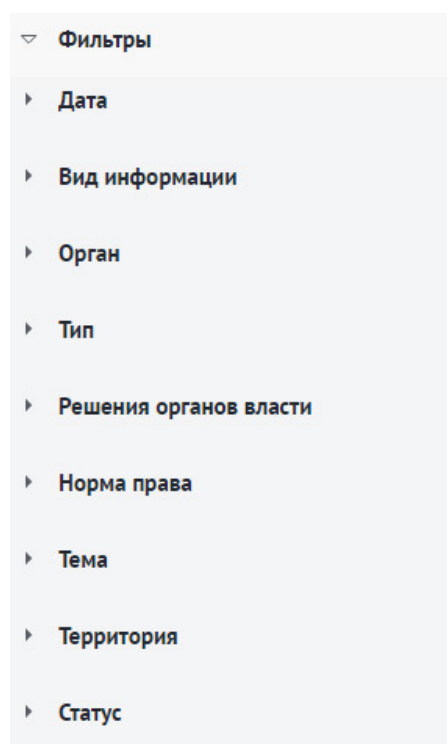 Фильтры
Дата
Вид информации
Орган
Тип
Решения органов власти
Норма права
Тема
Территория
Статус